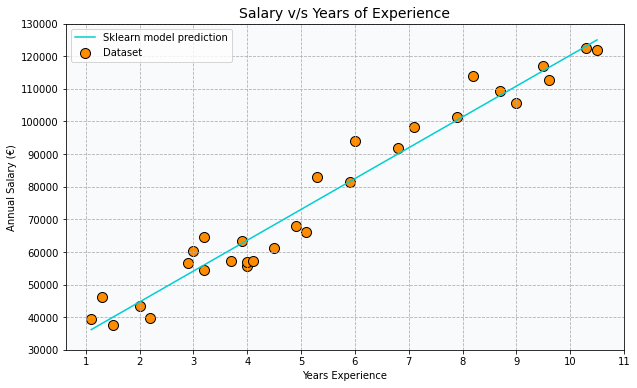 Salary v/s Years of Experience
Sklearn model prediction
Dataset
Annual Salary (€)
130000
120000
110000
100000
90000
80000
70000
60000
50000
40000
30000
1 2 3 4 5 6 7 8 9 10 11
Years Experience